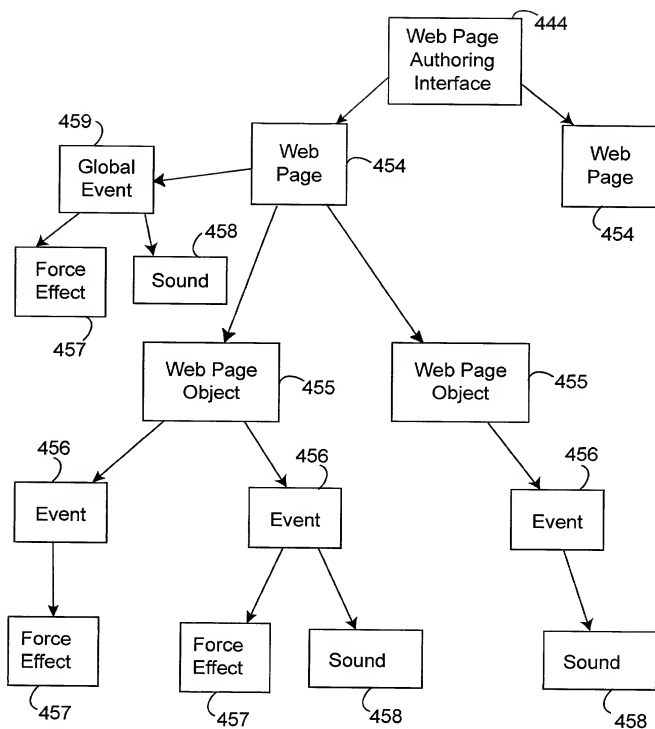 444
Web Page
Authoring
Interface
459
Global
Event
Web
Page
454
Web
Page
454
458
Force
Effect
Sound
457
Web Page
Object
455
Web Page
Object
455
456
Event
456
Event
456
Event
Force
Effect
457
Force
Effect
457
Sound
458
Sound
458